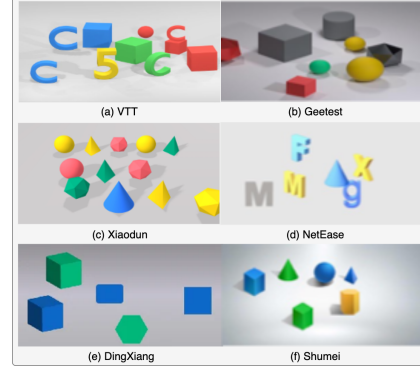 C C
C 5 C
(a) VTT
(b) Geetest
F X
M M g
(c) Xiaodun
(d) NetEase
(e) DingXiang
(f) Shumei